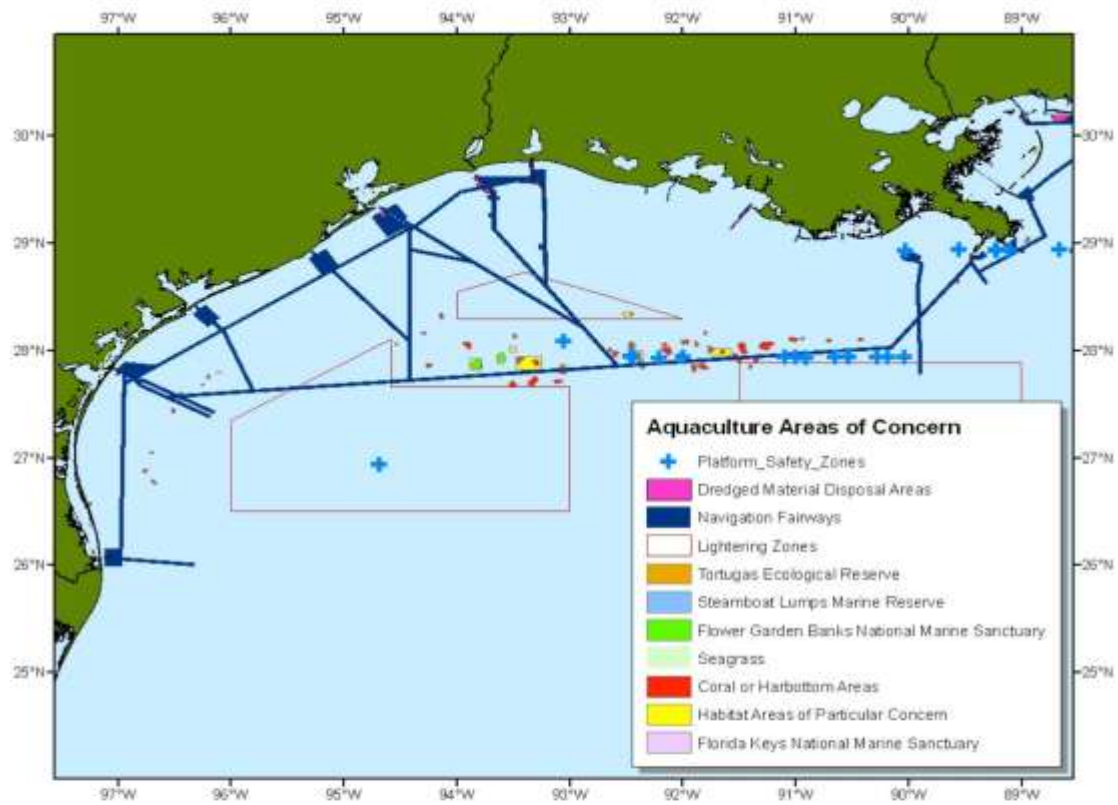 97°W 96°W 95°W 94°W 93°W 92°W 91°W 90°W 89°W
30°N 30°N
29°N 29°N
28°N 28°N
27°N 27°N
26°N 26°N
25°N 25°N
Aquaculture Areas of Concern
Platform_Safety_Zones
Dredged Material Disposal Areas
Navigation Fairways
Lightering Zones
Tortugas Ecological Reserve
Steamboat Lumps Marine Reserve
Flower Garden Banks National Marine Sanctuary
Seagrass
Coral or Harbottom Areas
Habitat Areas of Particular Concern
Florida Keys National Marine Sanctuary
97°W 96°W 95°W 94°W 93°W 92°W 91°W 90°W 89°W